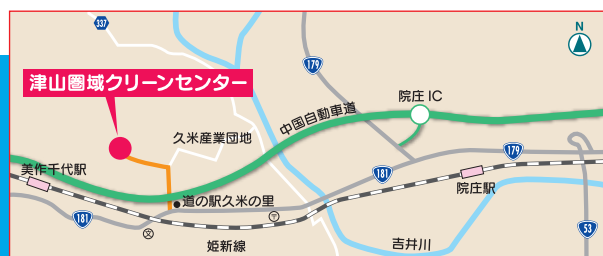 N
337
179
津山圏域クリーンセンター
院庄 IC
中国自動車道
久米産業団地
179
美作千代駅
181
院庄駅
道の駅久米の里
181
〒
文
53
姫新線
吉井川